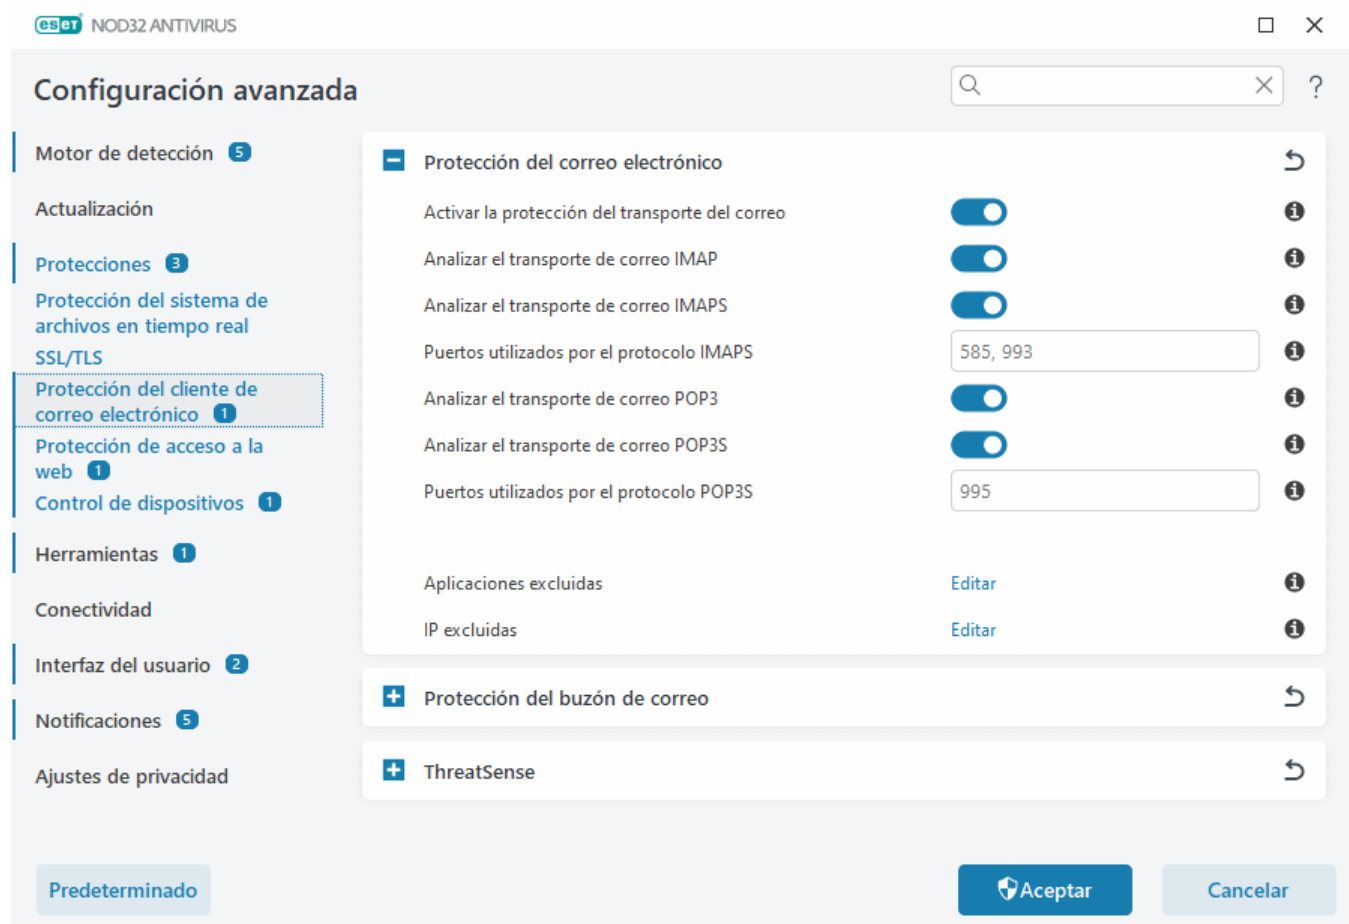 eset NOD32 ANTIVIRUS
Configuración avanzada
?
Motor de detección 5
Actualización
Protecciones 3
Protección del sistema de
archivos en tiempo real
SSL/TLS
Protección del cliente de
correo electrónico 1
Protección de acceso a la
web 1
Control de dispositivos 1
Herramientas 1
Conectividad
Interfaz del usuario 2
Notificaciones 5
Ajustes de privacidad
Protección del correo electrónico
Activar la protección del transporte del correo
Analizar el transporte de correo IMAP
Analizar el transporte de correo IMAPS
Puertos utilizados por el protocolo IMAPS 585, 993
Analizar el transporte de correo POP3
Analizar el transporte de correo POP3S
Puertos utilizados por el protocolo POP3S 995
Aplicaciones excluidas Editar
IP excluidas Editar
Protección del buzón de correo
ThreatSense
Predeterminado
Aceptar
Cancelar